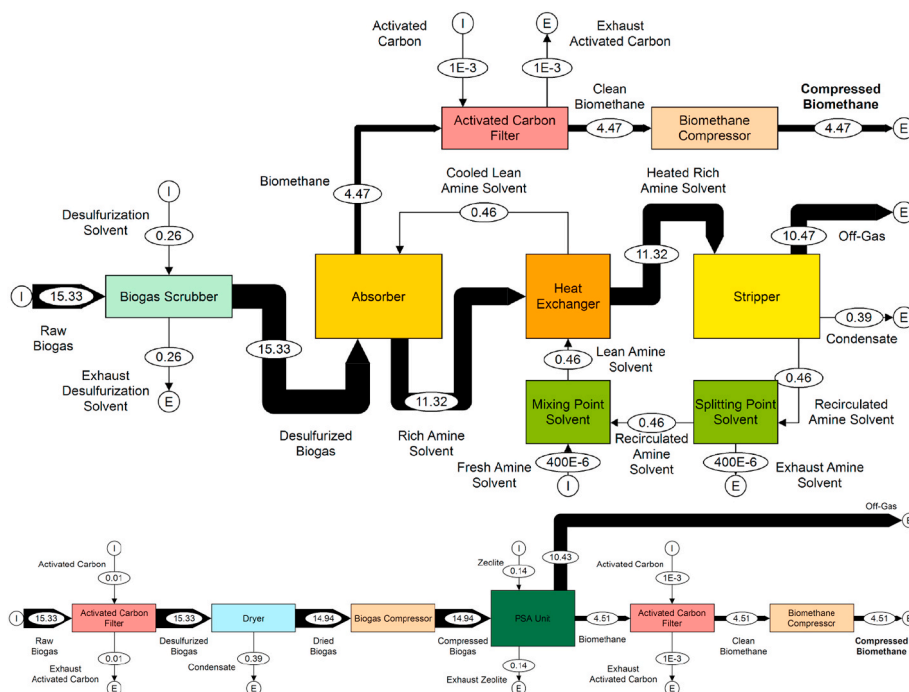 Activated
Carbon
I
E
Exhaust
Activated Carbon
1E-3
1E-3
Clean
Biomethane
Compressed
Biomethane
Activated Carbon
Filter
4.47
Biomethane
Compressor
4.47
E
Biomethane
Cooled Lean
Amine Solvent
Heated Rich
Amine Solvent
4.47
I
Desulfurization
Solvent
0.46
10.47
E
Off-Gas
0.26
11.32
I
15.33
Biogas Scrubber
Absorber
Heat
Exchanger
Stripper
0.39
E
Condensate
Raw
Biogas
0.26
15.33
Exhaust
Desulfurization
Solvent
E
0.46
Lean Amine
Solvent
0.46
11.32
Mixing Point
Solvent
0.46
Splitting Point
Solvent
Recirculated
Amine Solvent
Desulfurized
Biogas
Rich Amine
Solvent
Recirculated
Amine
Solvent
Fresh Amine
Solvent
400E-6
I
400E-6
E
Exhaust Amine
Solvent
Off-Gas
E
I
Activated Carbon
0.01
I
Zeolite
0.14
10.43
I
Activated Carbon
1E-3
I
15.33
Activated Carbon
Filter
15.33
Dryer
14.94
Biogas Compressor
14.94
PSA Unit
4.51
Activated Carbon
Filter
4.51
Biomethane
Compressor
4.51
E
Raw
Biogas
0.01
Desulfurized
Biogas
0.39
Dried
Biogas
Compressed
Biogas
Biomethane
1E-3
Clean
Biomethane
Compressed
Biomethane
Exhaust
Activated Carbon
E
Condensate
E
0.14
Exhaust Zeolite
E
Exhaust
Activated Carbon
E